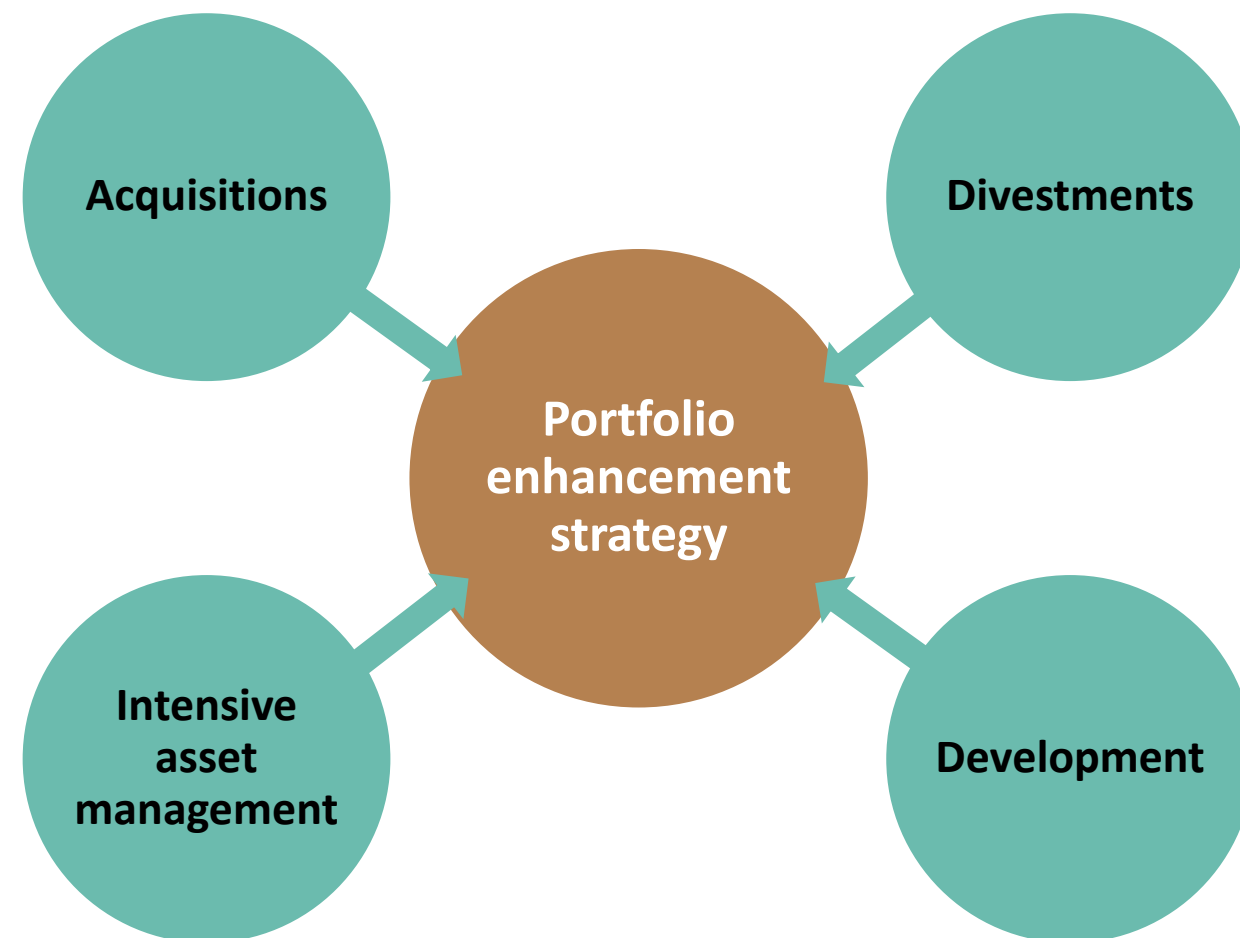 Acquisitions
Divestments
Portfolio
enhancement
strategy
Intensive
asset
management
Development